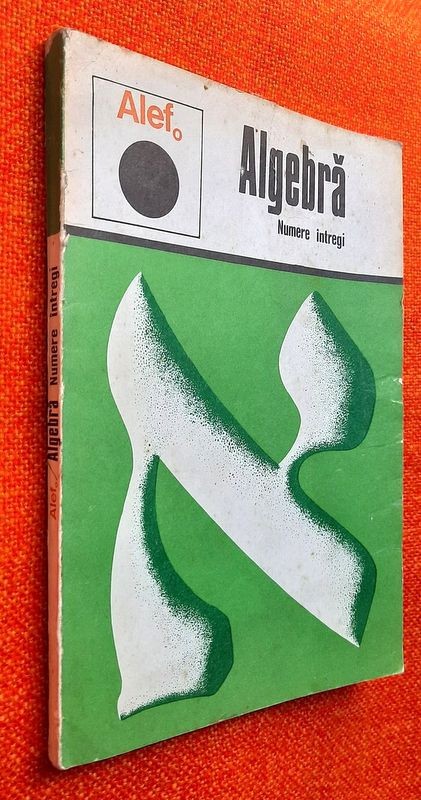 Alef₀
Algebră
Numere intregi
א
Alef₀/Algebră Numere intregi